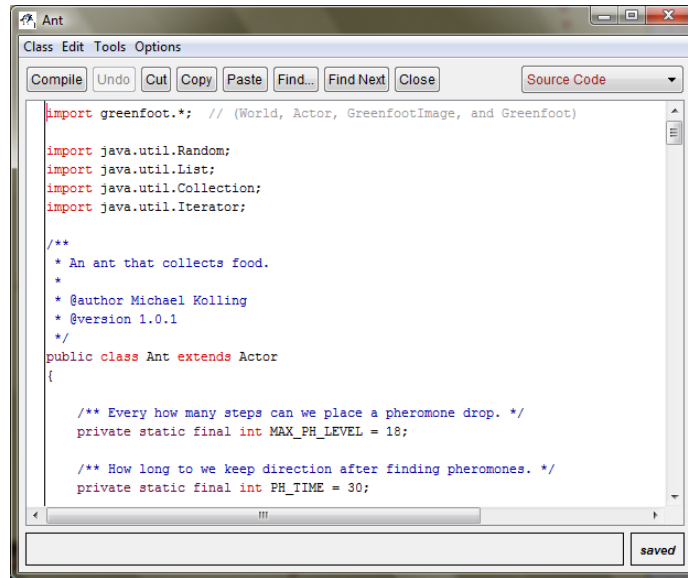 Ant
Class Edit Tools Options
Compile Undo Cut Copy Paste Find... Find Next Close Source Code
import greenfoot.*;  // (World, Actor, GreenfootImage, and Greenfoot)
import java.util.Random;
import java.util.List;
import java.util.Collection;
import java.util.Iterator;
/**
 * An ant that collects food.
 *
 * @author Michael Kolling
 * @version 1.0.1
 */
public class Ant extends Actor
{
    /** Every how many steps can we place a pheromone drop. */
    private static final int MAX_PH_LEVEL = 18;
    /** How long to we keep direction after finding pheromones. */
    private static final int PH_TIME = 30;
saved